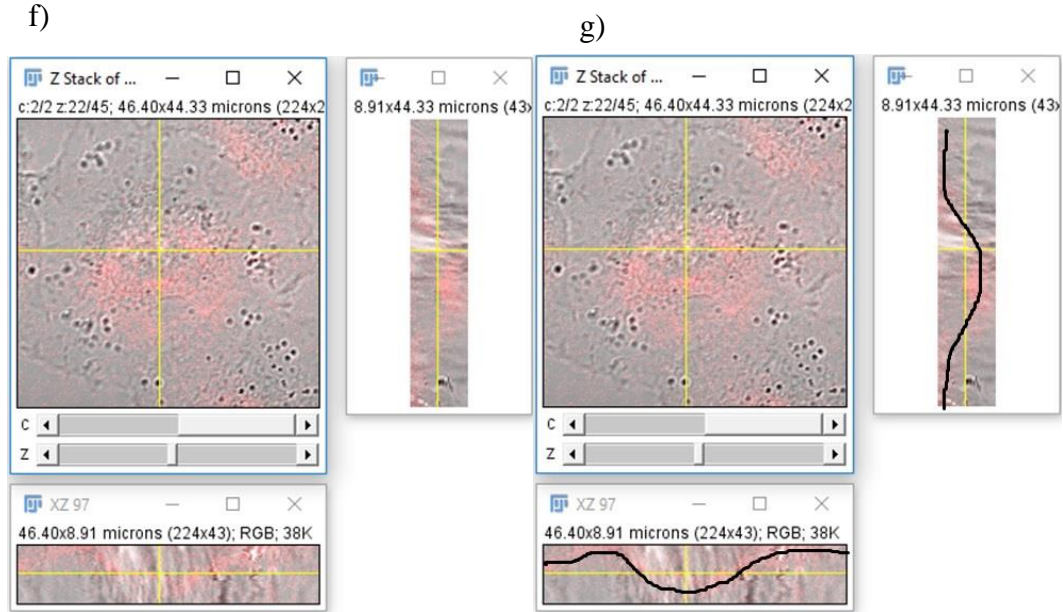 f)
Z Stack of ...
c:2/2 z:22/45; 46.40x44.33 microns (224x2
C
Z
8.91x44.33 microns (43x
XZ 97
46.40x8.91 microns (224x43); RGB; 38K
g)
Z Stack of ...
c:2/2 z:22/45; 46.40x44.33 microns (224x2
C
Z
8.91x44.33 microns (43x
XZ 97
46.40x8.91 microns (224x43); RGB; 38K